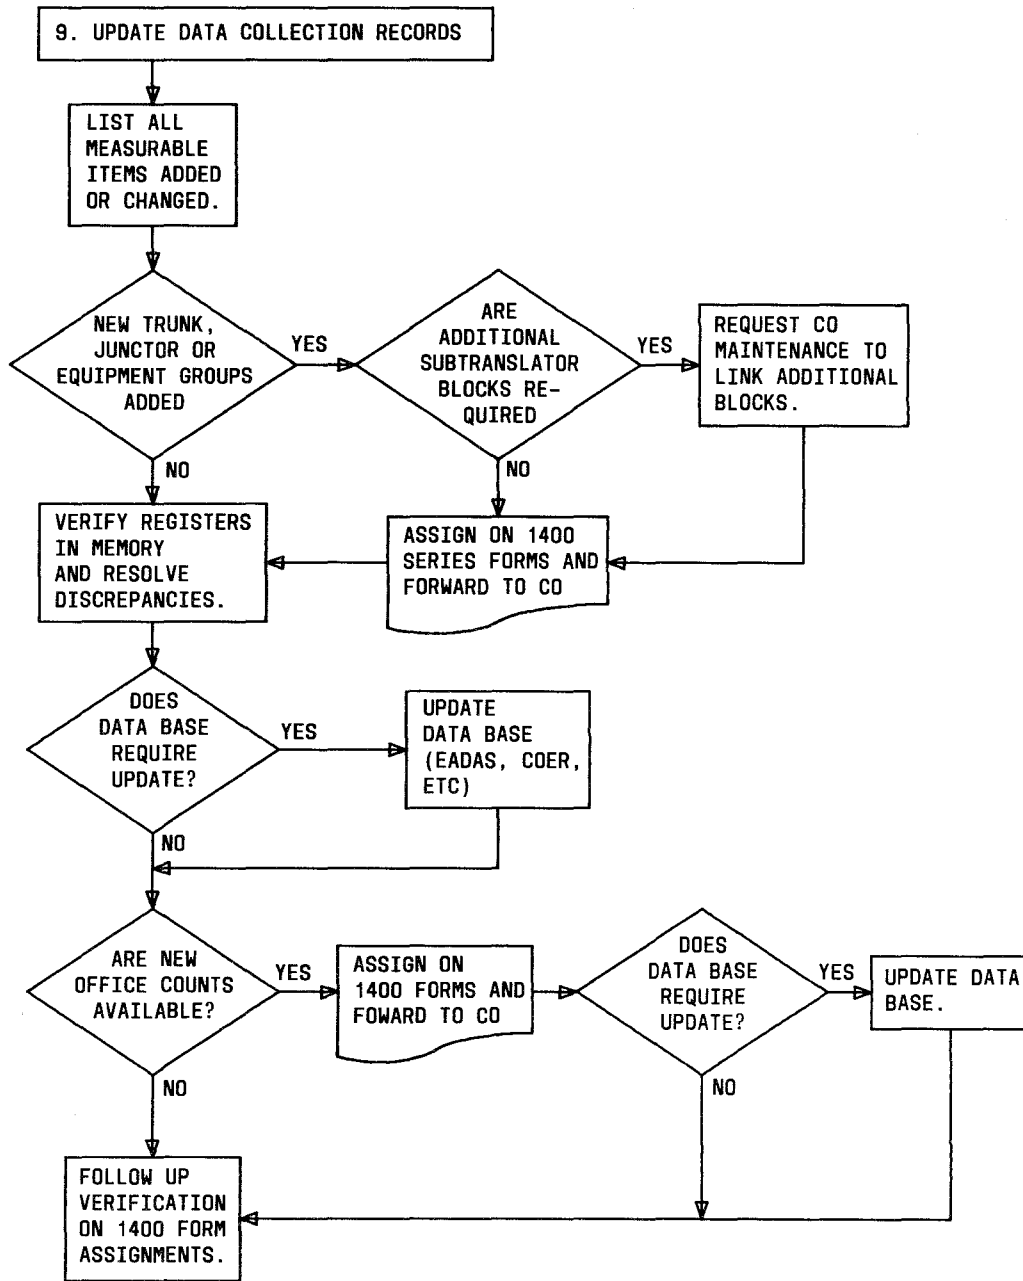 9. UPDATE DATA COLLECTION RECORDS
LIST ALL
MEASURABLE
ITEMS ADDED
OR CHANGED.
NEW TRUNK,
JUNCTOR OR
EQUIPMENT GROUPS
ADDED
YES
NO
ARE
ADDITIONAL
SUBTRANSLATOR
BLOCKS RE-
QUIRED
YES
NO
REQUEST CO
MAINTENANCE TO
LINK ADDITIONAL
BLOCKS.
VERIFY REGISTERS
IN MEMORY
AND RESOLVE
DISCREPANCIES.
ASSIGN ON 1400
SERIES FORMS AND
FORWARD TO CO
DOES
DATA BASE
REQUIRE
UPDATE?
YES
NO
UPDATE
DATA BASE
(EADAS, COER,
ETC)
ARE NEW
OFFICE COUNTS
AVAILABLE?
YES
NO
ASSIGN ON
1400 FORMS AND
FOWARD TO CO
DOES
DATA BASE
REQUIRE
UPDATE?
YES
NO
UPDATE DATA
BASE.
FOLLOW UP
VERIFICATION
ON 1400 FORM
ASSIGNMENTS.